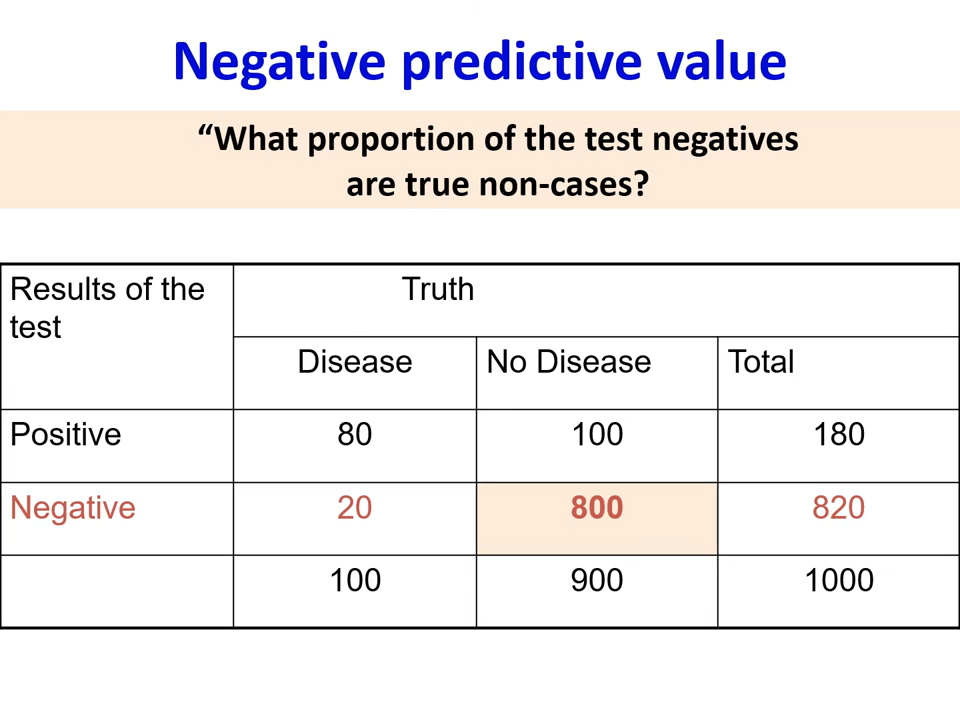 Negative predictive value
“What proportion of the test negatives
are true non-cases?
Results of the
test
Truth
Disease
No Disease
Total
Positive
80
100
180
Negative
20
800
820
100
900
1000